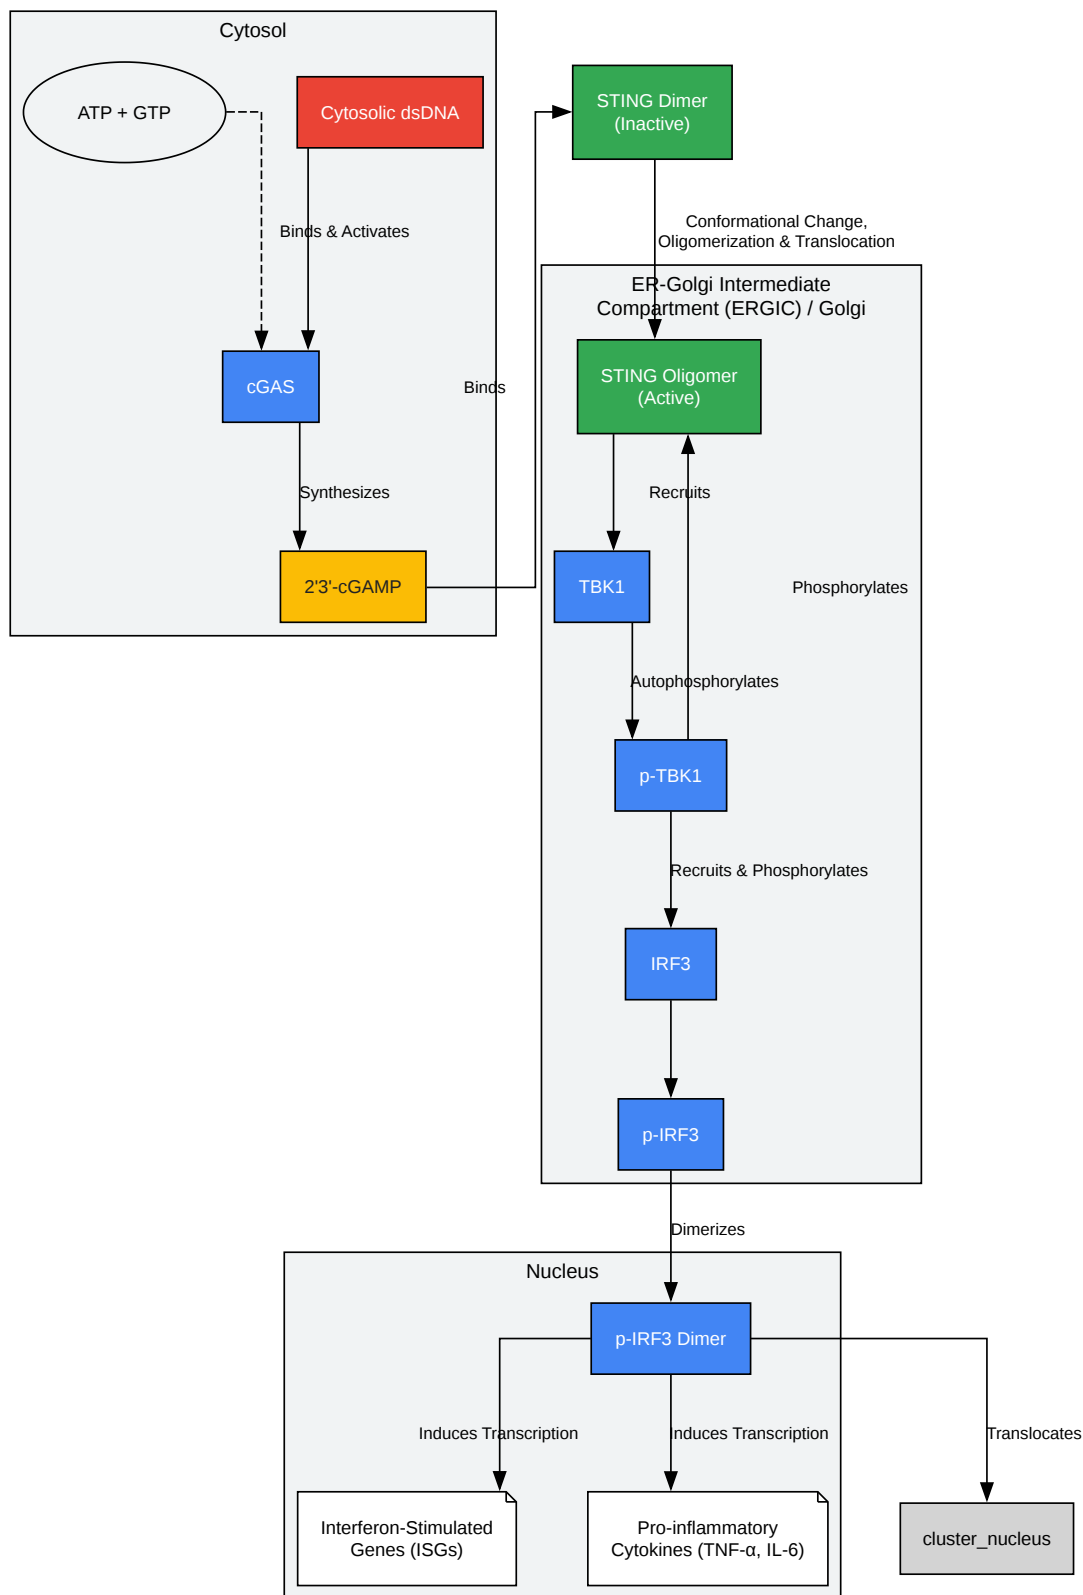 Cytosol
ATP + GTP
Cytosolic dsDNA
STING Dimer
(Inactive)
Binds & Activates
Conformational Change,
Oligomerization & Translocation
ER-Golgi Intermediate
Compartment (ERGIC) / Golgi
cGAS
Binds
STING Oligomer
(Active)
Synthesizes
Recruits
2'3'-cGAMP
TBK1
Phosphorylates
Autophosphorylates
p-TBK1
Recruits & Phosphorylates
IRF3
p-IRF3
Dimerizes
Nucleus
p-IRF3 Dimer
Induces Transcription
Induces Transcription
Translocates
Interferon-Stimulated
Genes (ISGs)
Pro-inflammatory
Cytokines (TNF-α, IL-6)
cluster_nucleus